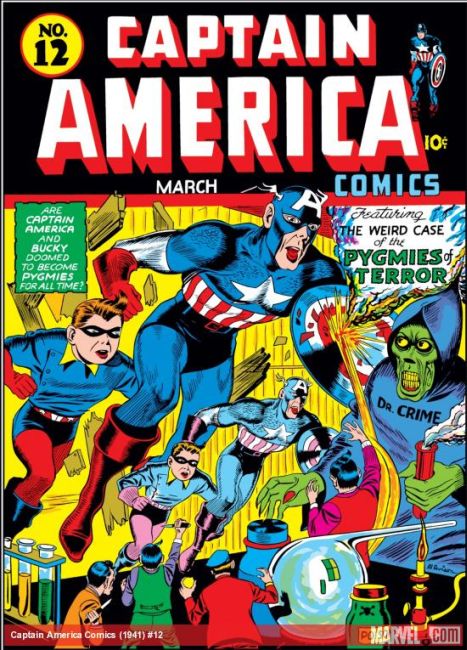 NO.
12
CAPTAIN
AMERICA
10¢
MARCH
COMICS
ARE
CAPTAIN
AMERICA
AND
BUCKY
DOOMED
TO BECOME
PYGMIES
FOR ALL TIME?
Featuring
THE WEIRD CASE
of the
PYGMIES of
TERROR
DR. CRIME
Captain America Comics (1941) #12
MARVEL.com